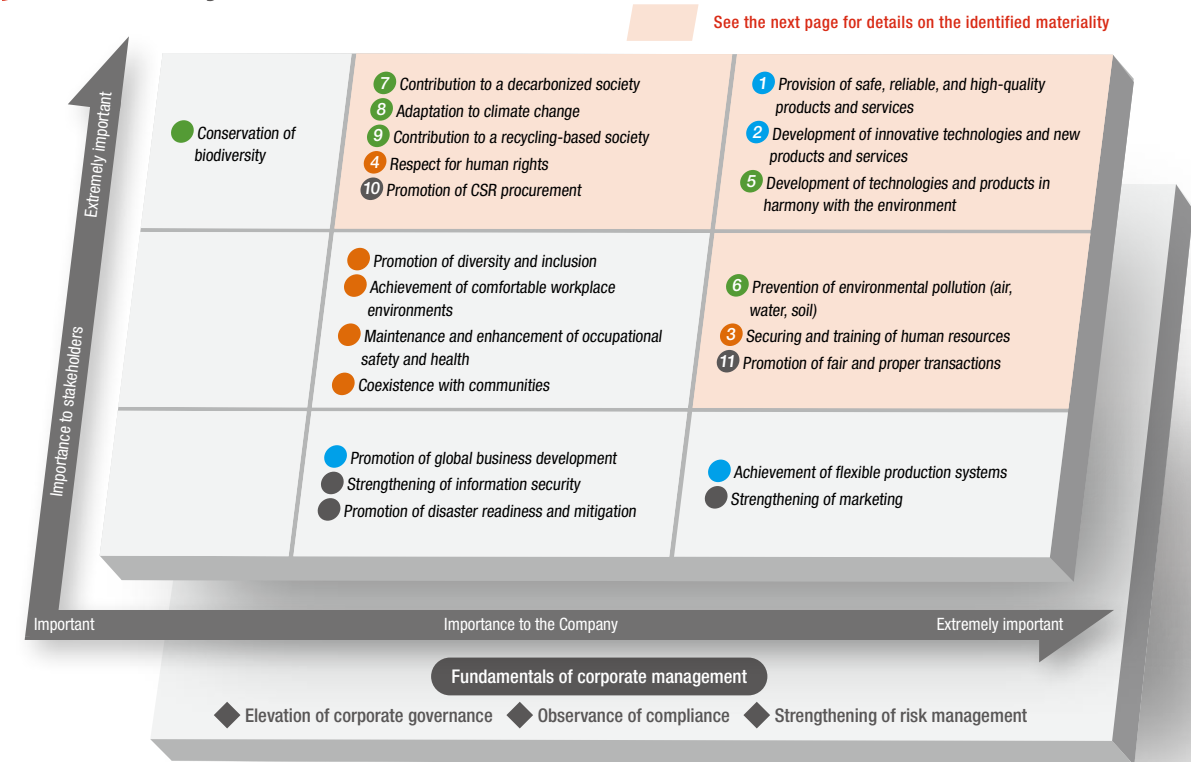 See the next page for details on the identified materiality
Extremely important
Importance to stakeholders
Conservation of
biodiversity
7 Contribution to a decarbonized society
8 Adaptation to climate change
9 Contribution to a recycling-based society
4 Respect for human rights
10 Promotion of CSR procurement
1 Provision of safe, reliable, and high-quality
products and services
2 Development of innovative technologies and new
products and services
5 Development of technologies and products in
harmony with the environment
Promotion of diversity and inclusion
Achievement of comfortable workplace
environments
Maintenance and enhancement of occupational
safety and health
Coexistence with communities
6 Prevention of environmental pollution (air,
water, soil)
3 Securing and training of human resources
11 Promotion of fair and proper transactions
Promotion of global business development
Strengthening of information security
Promotion of disaster readiness and mitigation
Achievement of flexible production systems
Strengthening of marketing
Important
Importance to the Company
Extremely important
Fundamentals of corporate management
Elevation of corporate governance Observance of compliance Strengthening of risk management